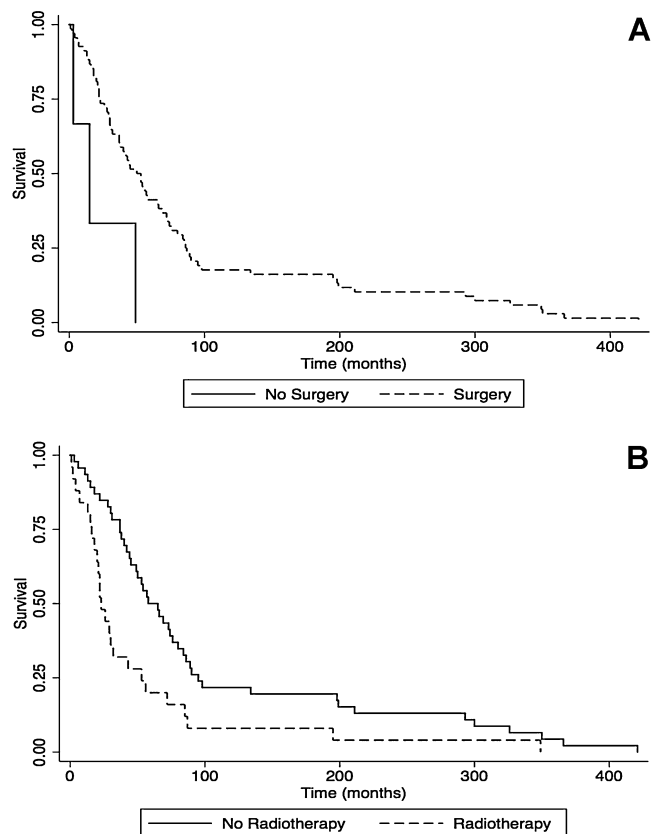 A
1.00
0.75
0.50
0.25
0.00
Survival
0 100 200 300 400
Time (months)
No Surgery Surgery
B
1.00
0.75
0.50
0.25
0.00
Survival
0 100 200 300 400
Time (months)
No Radiotherapy Radiotherapy